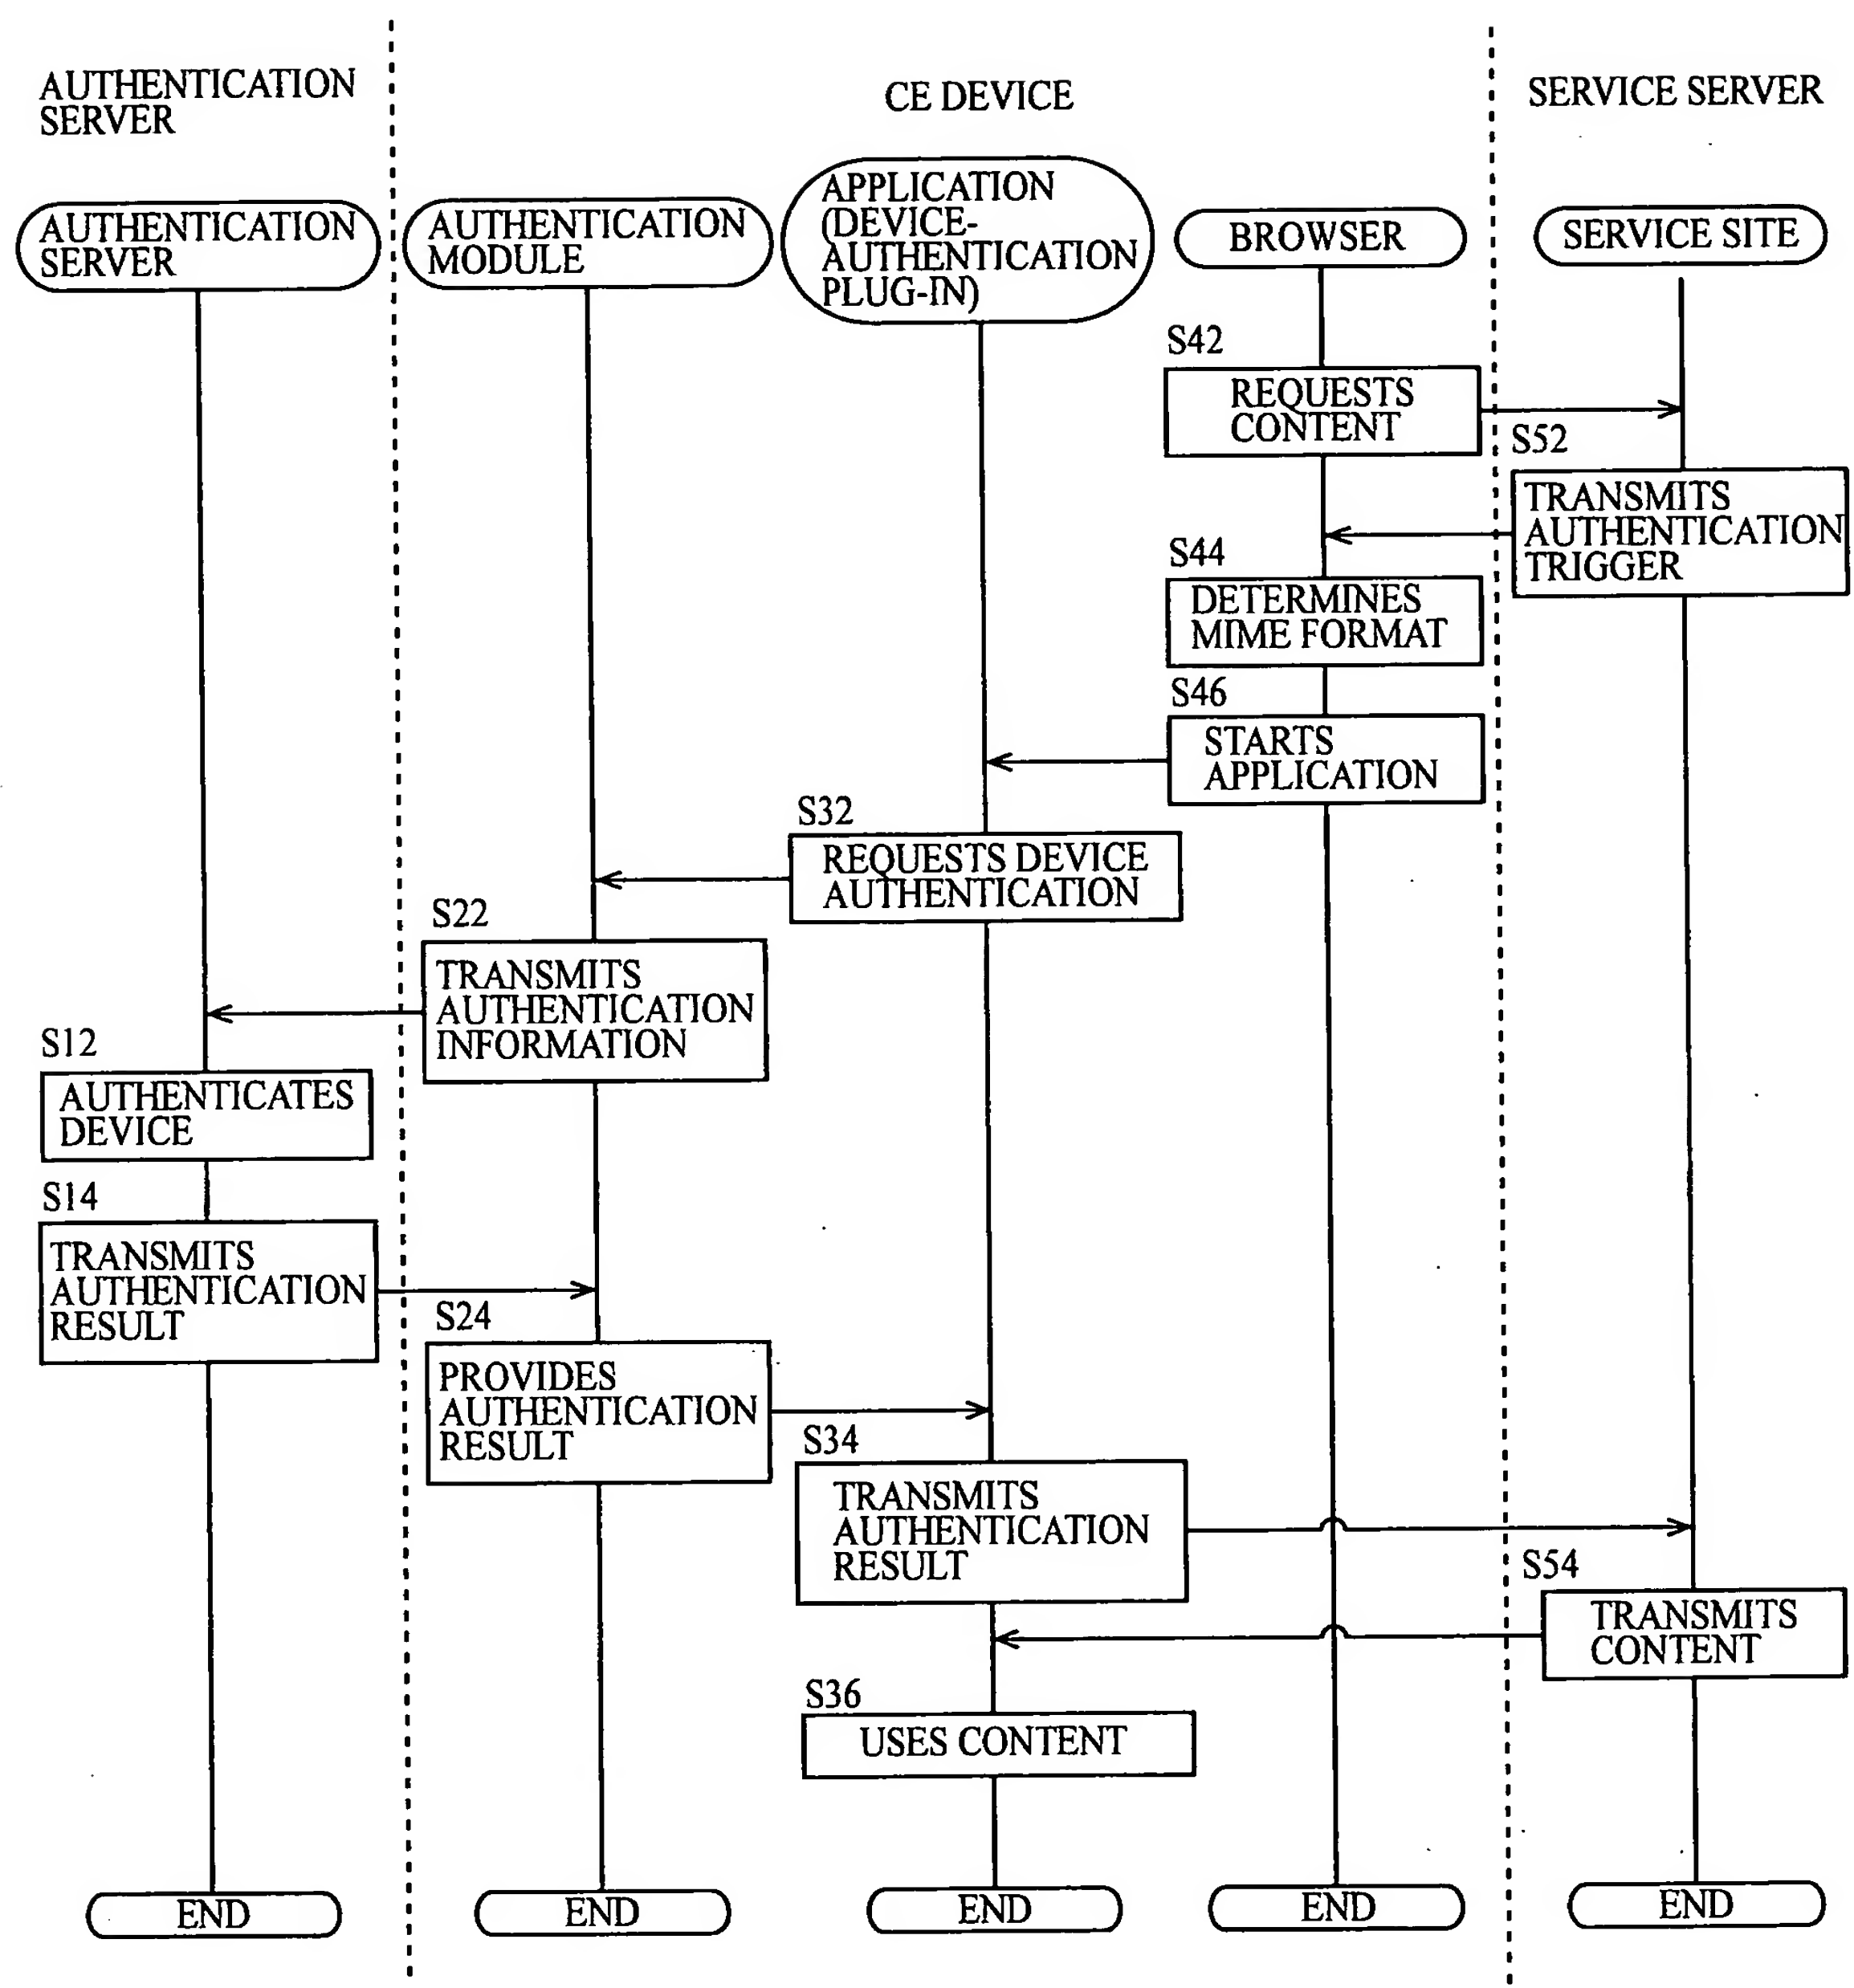 AUTHENTICATION
SERVER
CE DEVICE
SERVICE SERVER
AUTHENTICATION
SERVER
AUTHENTICATION
MODULE
APPLICATION
(DEVICE-
AUTHENTICATION
PLUG-IN)
BROWSER
SERVICE SITE
S42
REQUESTS
CONTENT
S52
TRANSMITS
AUTHENTICATION
TRIGGER
S44
DETERMINES
MIME FORMAT
S46
STARTS
APPLICATION
S32
REQUESTS DEVICE
AUTHENTICATION
S22
TRANSMITS
AUTHENTICATION
INFORMATION
S12
AUTHENTICATES
DEVICE
S14
TRANSMITS
AUTHENTICATION
RESULT
S24
PROVIDES
AUTHENTICATION
RESULT
S34
TRANSMITS
AUTHENTICATION
RESULT
S54
TRANSMITS
CONTENT
S36
USES CONTENT
END
END
END
END
END